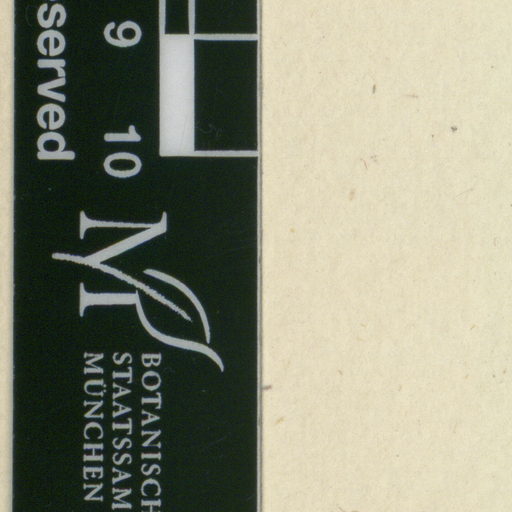 served
9 10
M
BOTANISCH
STAATSSAM
MÜNCHEN